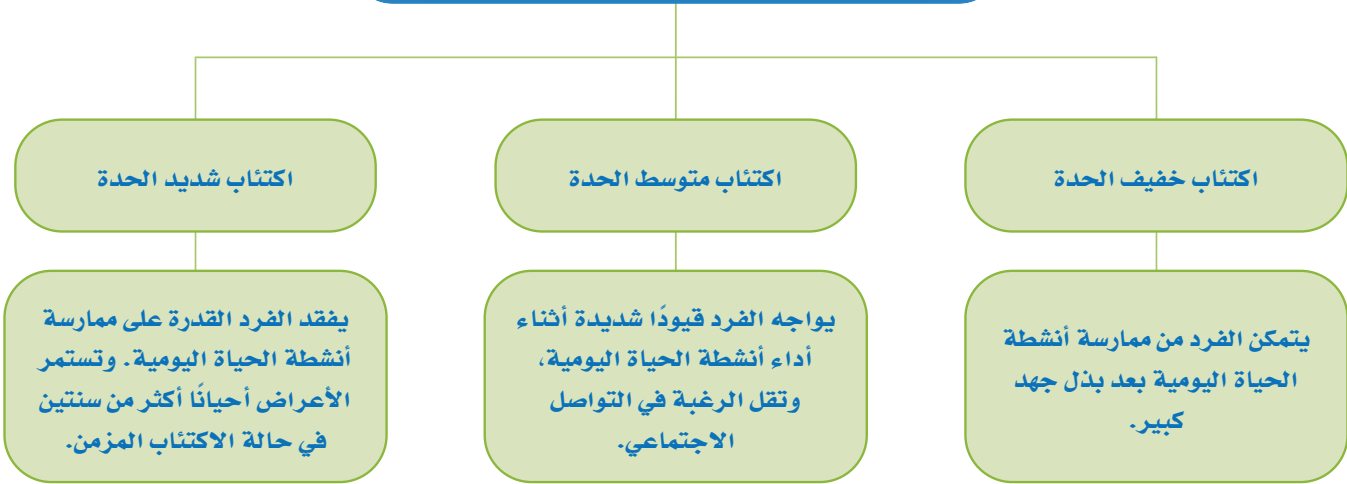 اكتئاب خفيف الحدة
اكتئاب متوسط الحدة
اكتئاب شديد الحدة
يتمكن الفرد من ممارسة أنشطة
الحياة اليومية بعد بذل جهد
كبير.
يواجه الفرد قيودًا شديدة أثناء
أداء أنشطة الحياة اليومية،
وتقل الرغبة في التواصل
الاجتماعي.
يفقد الفرد القدرة على ممارسة
أنشطة الحياة اليومية. وتستمر
الأعراض أحيانًا أكثر من سنتين
في حالة الاكتئاب المزمن.